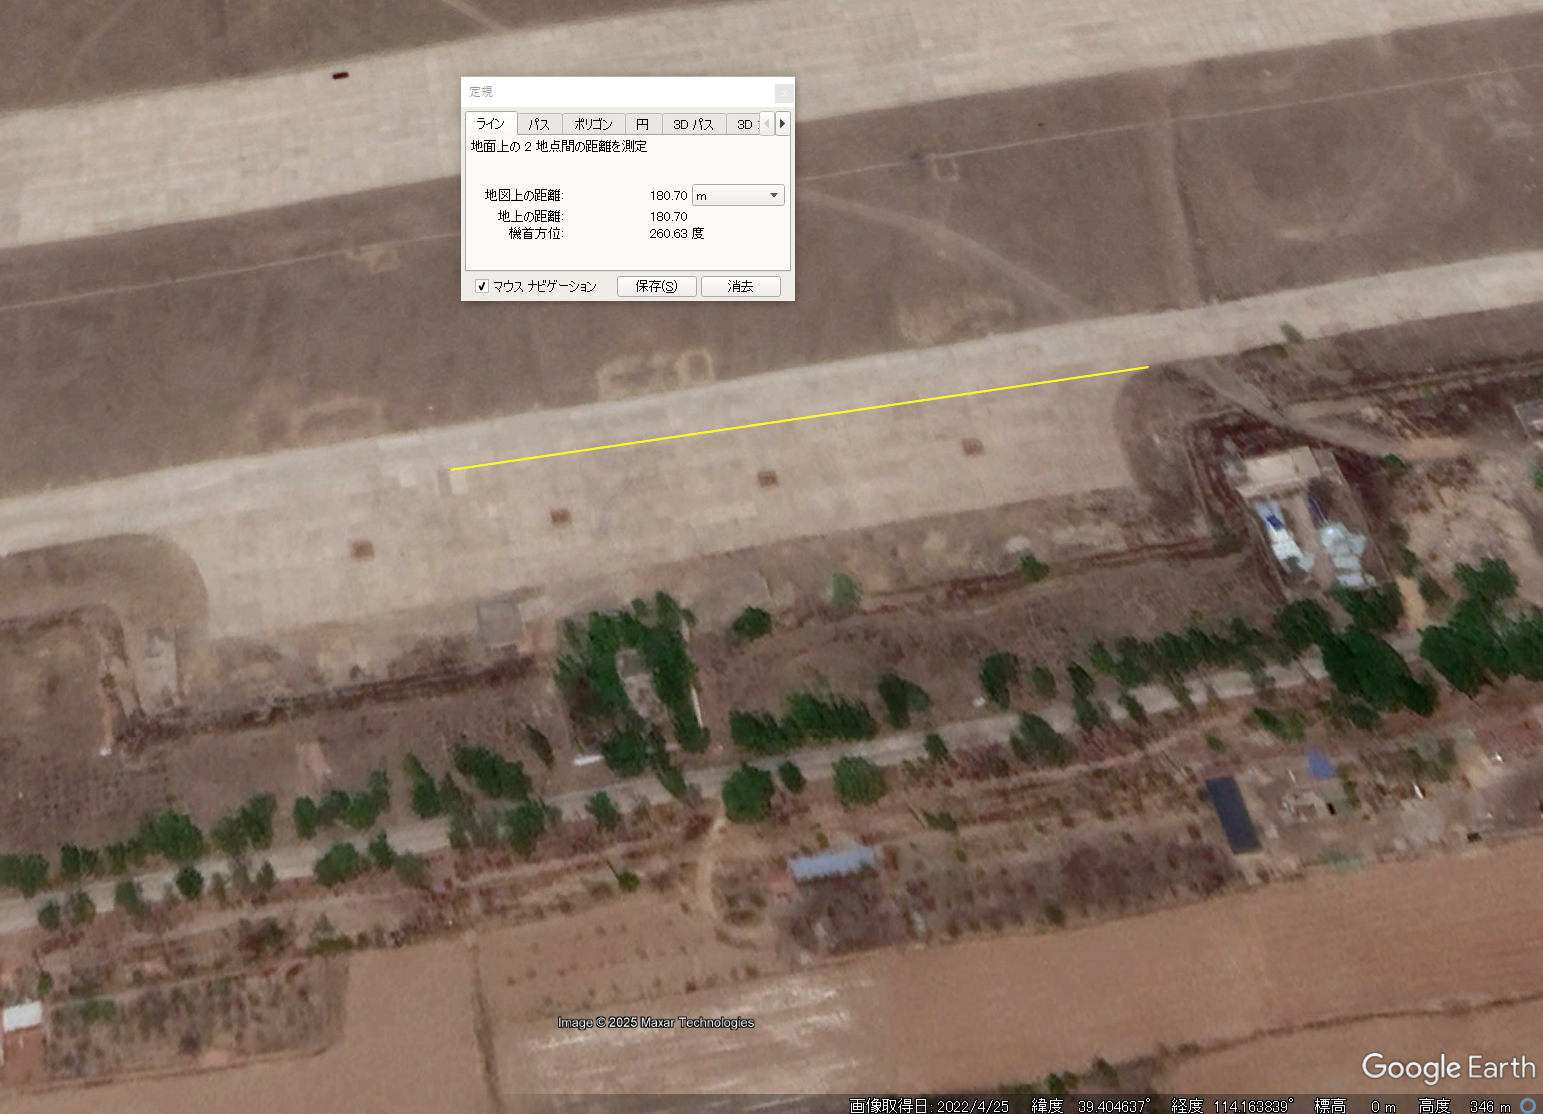 定規
ライン パス ポリゴン 円 3D パス 3D
地面上の 2 地点間の距離を測定
地図上の距離: 180.70 m
地上の距離: 180.70
機首方位: 260.63 度
マウス ナビゲーション 保存(S) 消去
Image © 2025 Maxar Technologies
Google Earth
画像取得日: 2022/4/25 緯度 39.404637° 経度 114.163839° 標高 0 m 高度 346 m